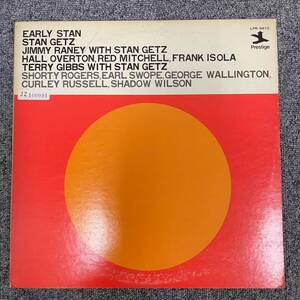 EARLY STAN
STAN GETZ
JIMMY RANEY WITH STAN GETZ
HALL OVERTON, RED MITCHELL, FRANK ISOLA
TERRY GIBBS WITH STAN GETZ
SHORTY ROGERS, EARL SWOPE, GEORGE WALLINGTON,
CURLEY RUSSELL, SHADOW WILSON
Prestige